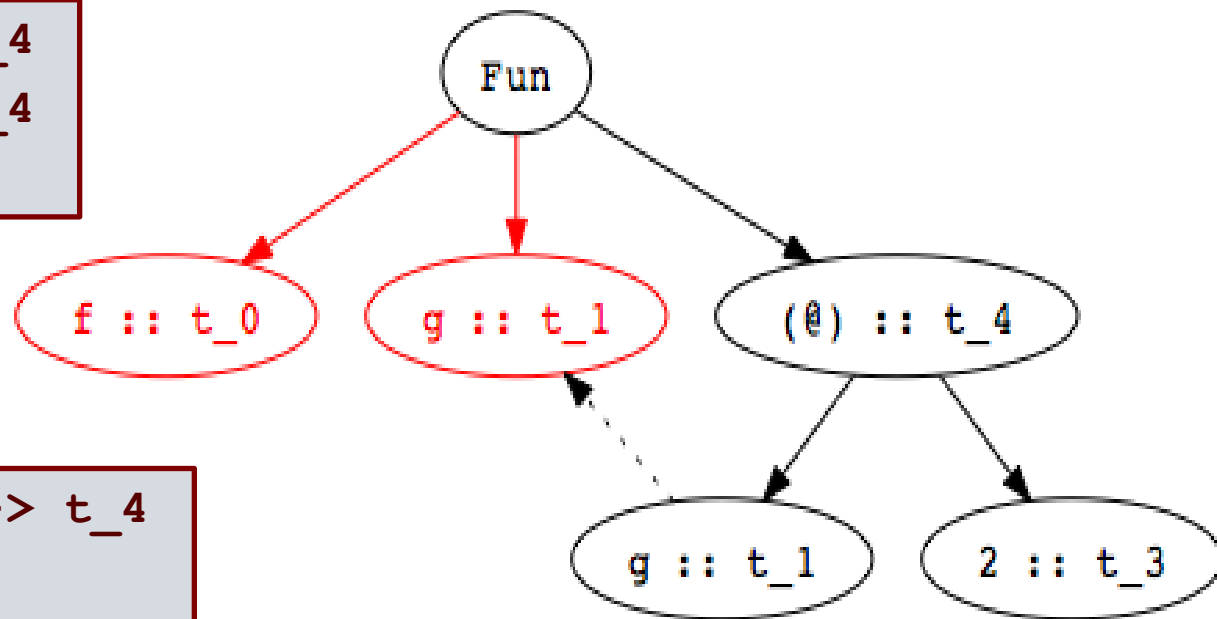 _4
_4
Fun
f :: t_0
g :: t_1
(@) :: t_4
> t_4
g :: t_1
2 :: t_3